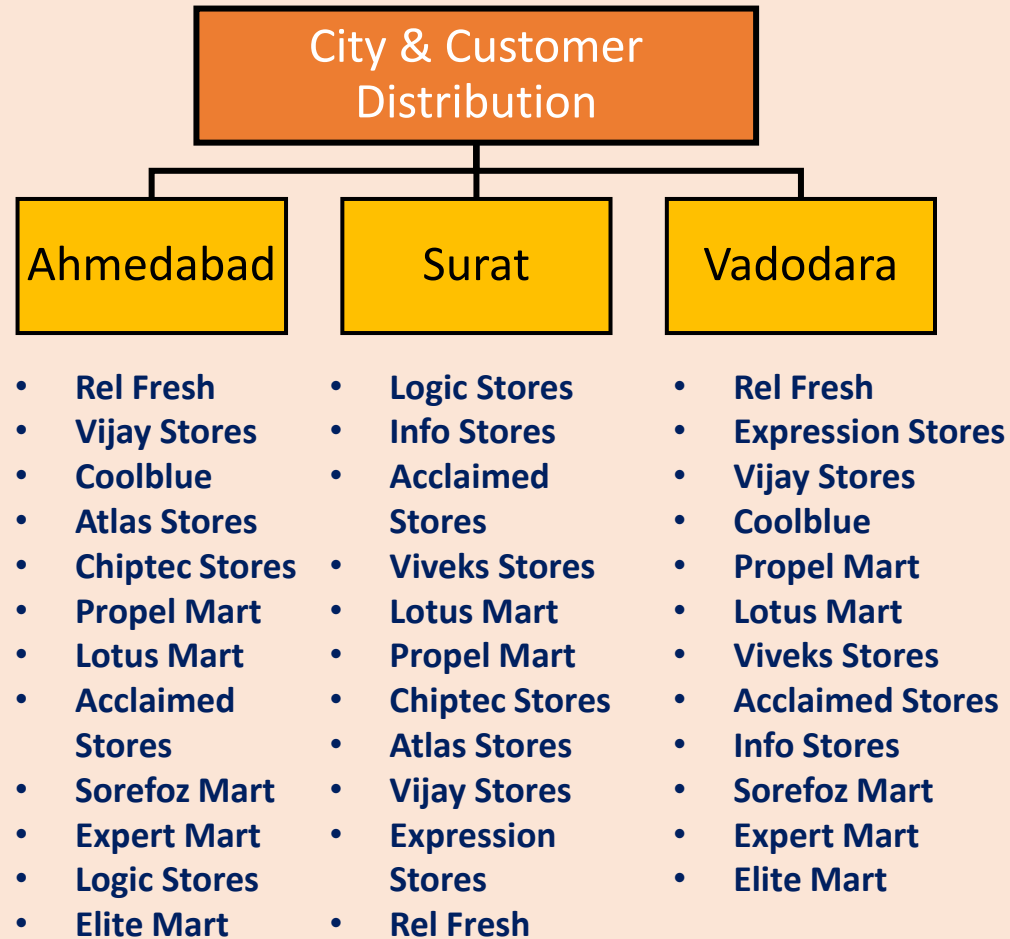 City & Customer
Distribution
Ahmedabad
Surat
Vadodara
• Rel Fresh
• Vijay Stores
• Coolblue
• Atlas Stores
• Chiptec Stores
• Propel Mart
• Lotus Mart
• Acclaimed
Stores
• Sorefoz Mart
• Expert Mart
• Logic Stores
• Elite Mart
• Logic Stores
• Info Stores
• Acclaimed
Stores
• Viveks Stores
• Lotus Mart
• Propel Mart
• Chiptec Stores
• Atlas Stores
• Vijay Stores
• Expression
Stores
• Rel Fresh
• Rel Fresh
• Expression Stores
• Vijay Stores
• Coolblue
• Propel Mart
• Lotus Mart
• Viveks Stores
• Acclaimed Stores
• Info Stores
• Sorefoz Mart
• Expert Mart
• Elite Mart